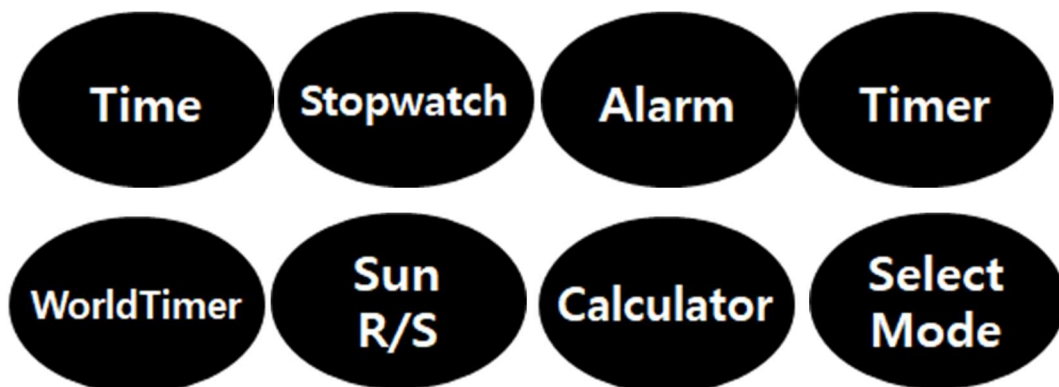 Time
Stopwatch
Alarm
Timer
WorldTimer
Sun
R/S
Calculator
Select
Mode